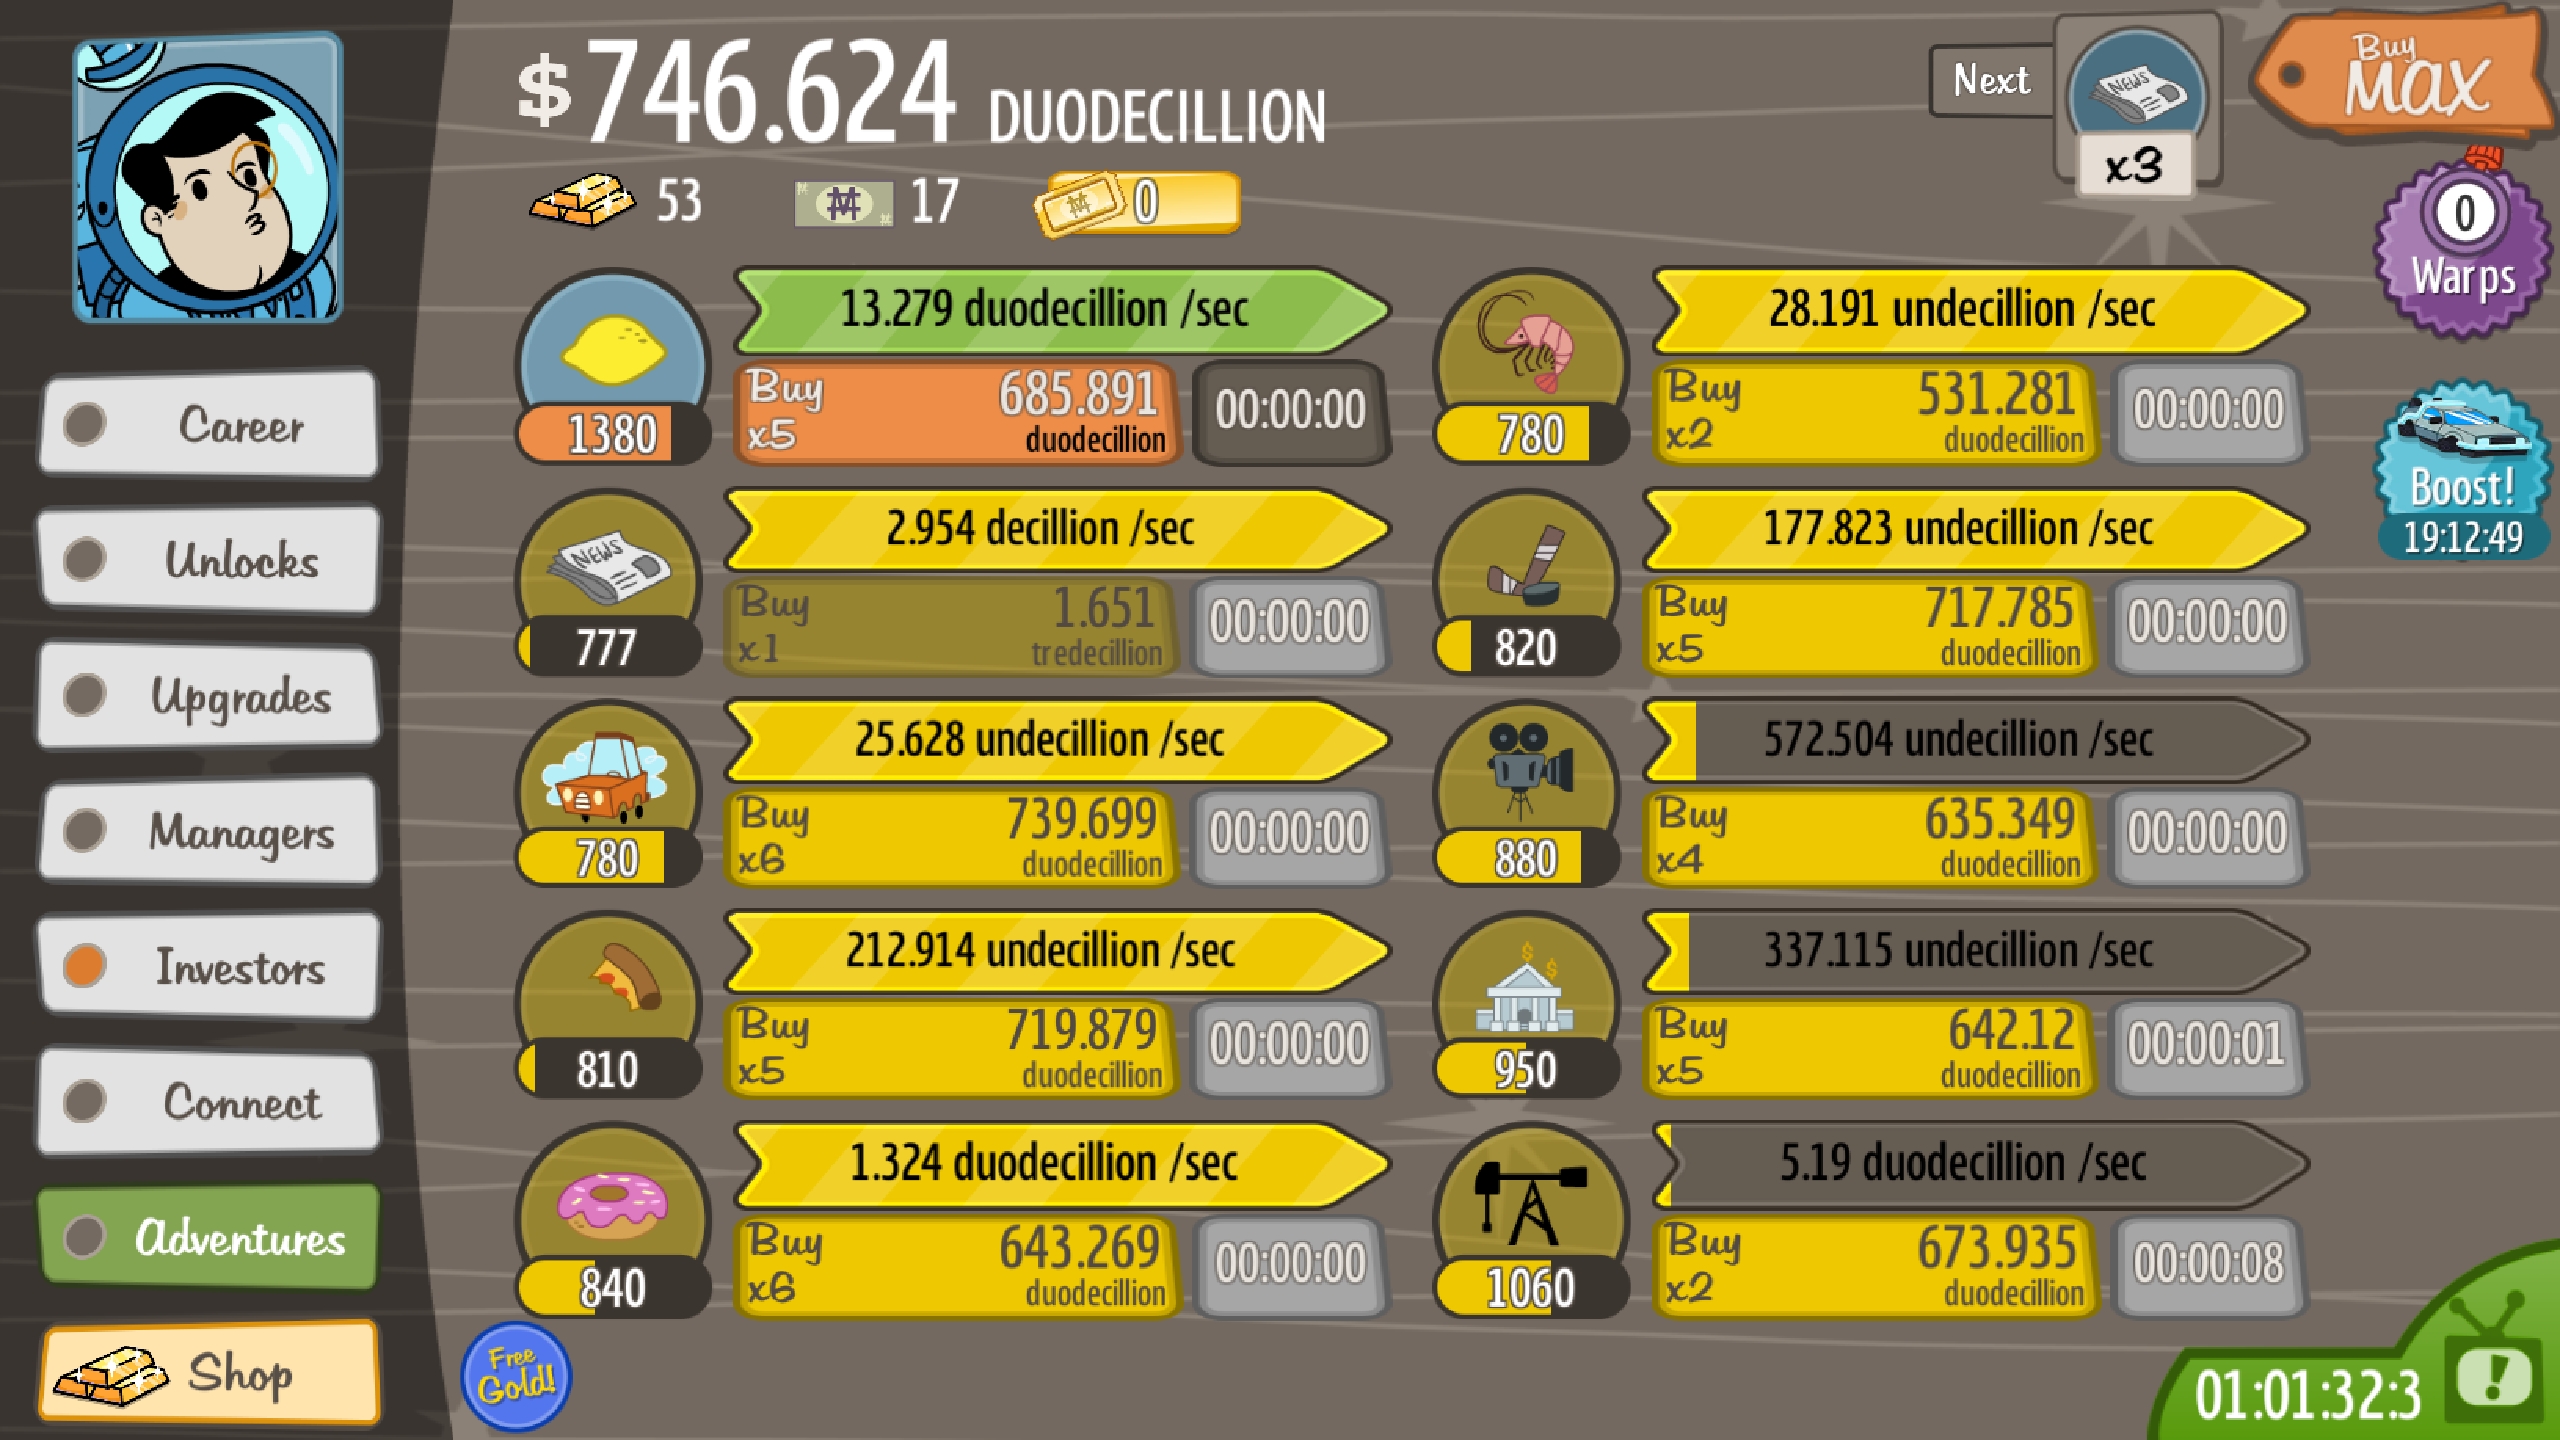 $746.624 DUODECILLION
53 17 0
Next
x3
Buy
MAX
0
Warps
Boost!
19:12:49
Career
Unlocks
Upgrades
Managers
Investors
Connect
Adventures
Shop
13.279 duodecillion /sec
1380
Buy
x5
685.891
duodecillion
00:00:00
28.191 undecillion /sec
780
Buy
x2
531.281
duodecillion
00:00:00
NEWS
2.954 decillion /sec
777
Buy
x1
1.651
tredecillion
00:00:00
177.823 undecillion /sec
820
Buy
x5
717.785
duodecillion
00:00:00
25.628 undecillion /sec
780
Buy
x6
739.699
duodecillion
00:00:00
572.504 undecillion /sec
880
Buy
x4
635.349
duodecillion
00:00:00
212.914 undecillion /sec
810
Buy
x5
719.879
duodecillion
00:00:00
337.115 undecillion /sec
950
Buy
x5
642.12
duodecillion
00:00:01
1.324 duodecillion /sec
840
Buy
x6
643.269
duodecillion
00:00:00
5.19 duodecillion /sec
1060
Buy
x2
673.935
duodecillion
00:00:08
Free
Gold!
01:01:32:3
!
NEWS